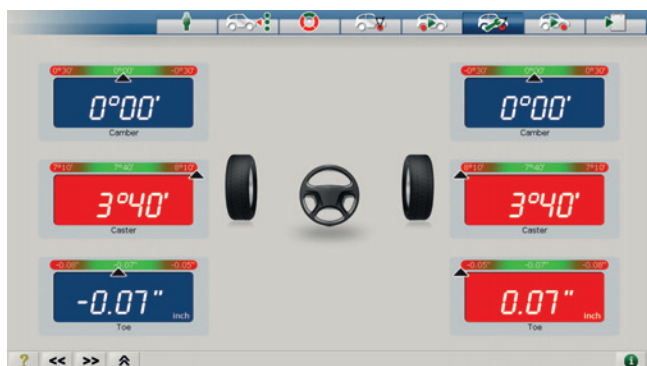 0°30' 0°00' -0°30'
0°00'
Camber
7°10' 7°40' 8°10'
3°40'
Caster
-0.08" -0.07" -0.05"
-0.07"
inch
Toe
-0°30' 0°00' 0°30'
0°00'
Camber
8°10' 7°40' 7°10'
3°40'
Caster
-0.05" -0.07" -0.08"
0.07"
inch
Toe
? << >>